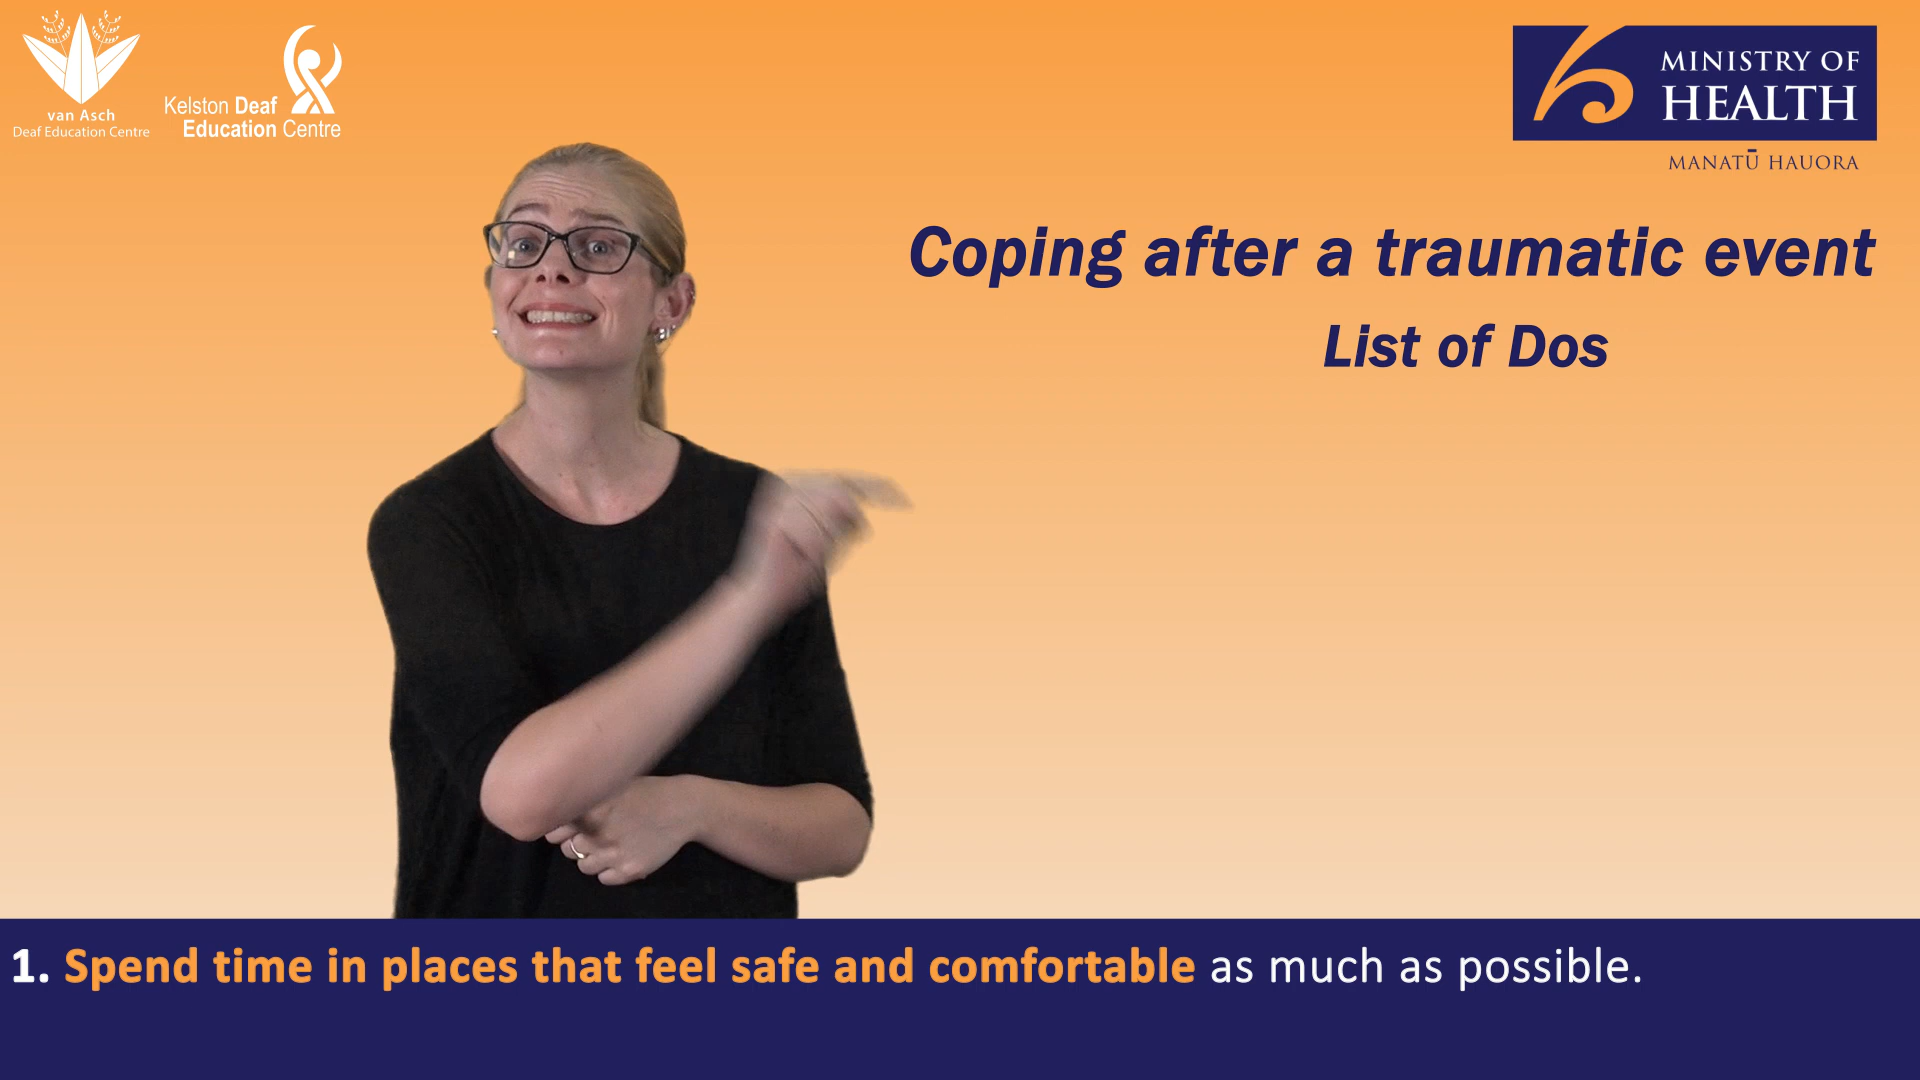 van Asch
Deaf Education Centre
Kelston Deaf
Education Centre
MINISTRY OF
HEALTH
MANATŪ HAUORA
Coping after a traumatic event
List of Dos
1. Spend time in places that feel safe and comfortable as much as possible.